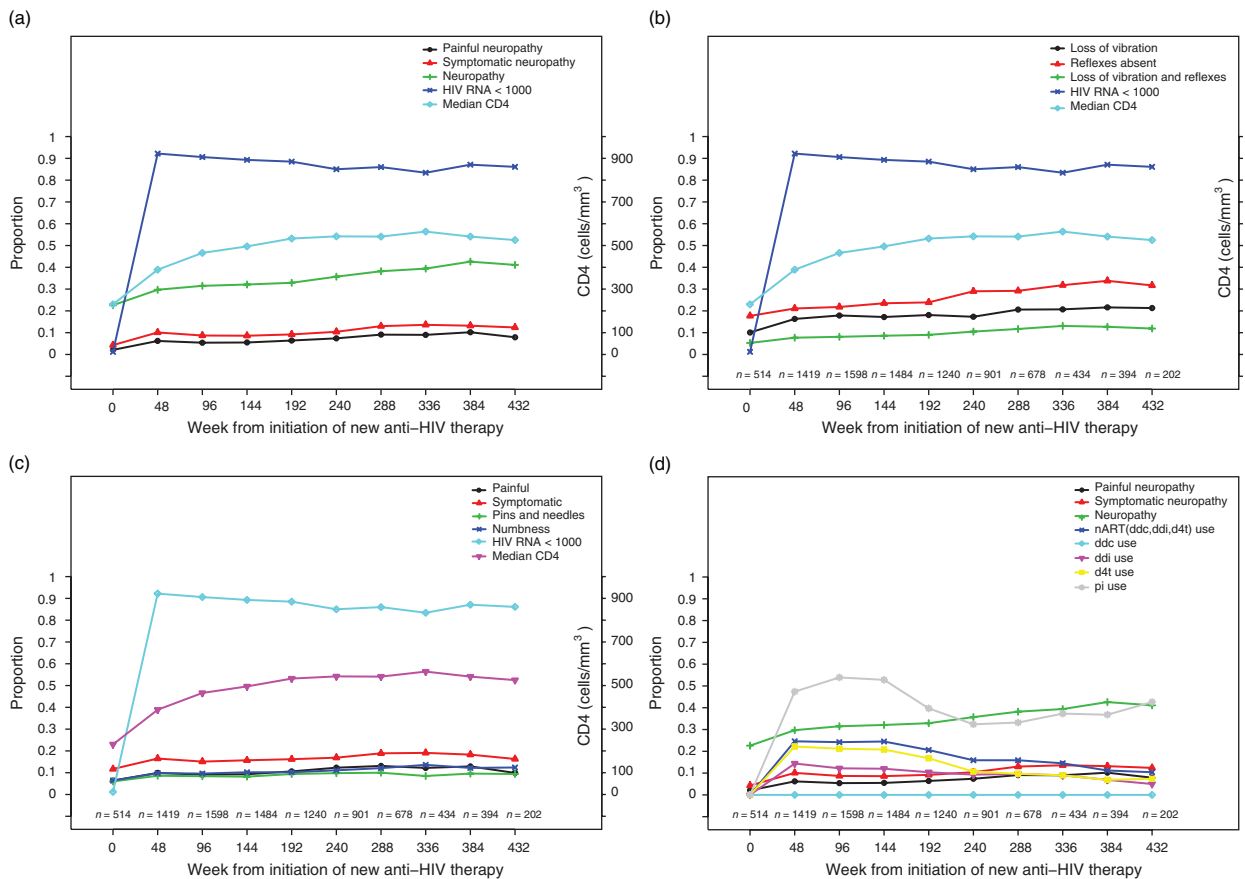 (a)
Painful neuropathy
Symptomatic neuropathy
Neuropathy
HIV RNA < 1000
Median CD4
1
0.9
0.8
0.7
0.6
0.5
0.4
0.3
0.2
0.1
0
Proportion
900
700
500
300
100
0
CD4 (cells/mm³)
0 48 96 144 192 240 288 336 384 432
Week from initiation of new anti–HIV therapy
(b)
Loss of vibration
Reflexes absent
Loss of vibration and reflexes
HIV RNA < 1000
Median CD4
1
0.9
0.8
0.7
0.6
0.5
0.4
0.3
0.2
0.1
0
Proportion
900
700
500
300
100
0
CD4 (cells/mm³)
n = 514 n = 1419 n = 1598 n = 1484 n = 1240 n = 901 n = 678 n = 434 n = 394 n = 202
0 48 96 144 192 240 288 336 384 432
Week from initiation of new anti–HIV therapy
(c)
Painful
Symptomatic
Pins and needles
Numbness
HIV RNA < 1000
Median CD4
1
0.9
0.8
0.7
0.6
0.5
0.4
0.3
0.2
0.1
0
Proportion
900
700
500
300
100
0
CD4 (cells/mm³)
n = 514 n = 1419 n = 1598 n = 1484 n = 1240 n = 901 n = 678 n = 434 n = 394 n = 202
0 48 96 144 192 240 288 336 384 432
Week from initiation of new anti–HIV therapy
(d)
Painful neuropathy
Symptomatic neuropathy
Neuropathy
nART(ddc,ddi,d4t) use
ddc use
ddi use
d4t use
pi use
1
0.9
0.8
0.7
0.6
0.5
0.4
0.3
0.2
0.1
0
Proportion
n = 514 n = 1419 n = 1598 n = 1484 n = 1240 n = 901 n = 678 n = 434 n = 394 n = 202
0 48 96 144 192 240 288 336 384 432
Week from initiation of new anti–HIV therapy